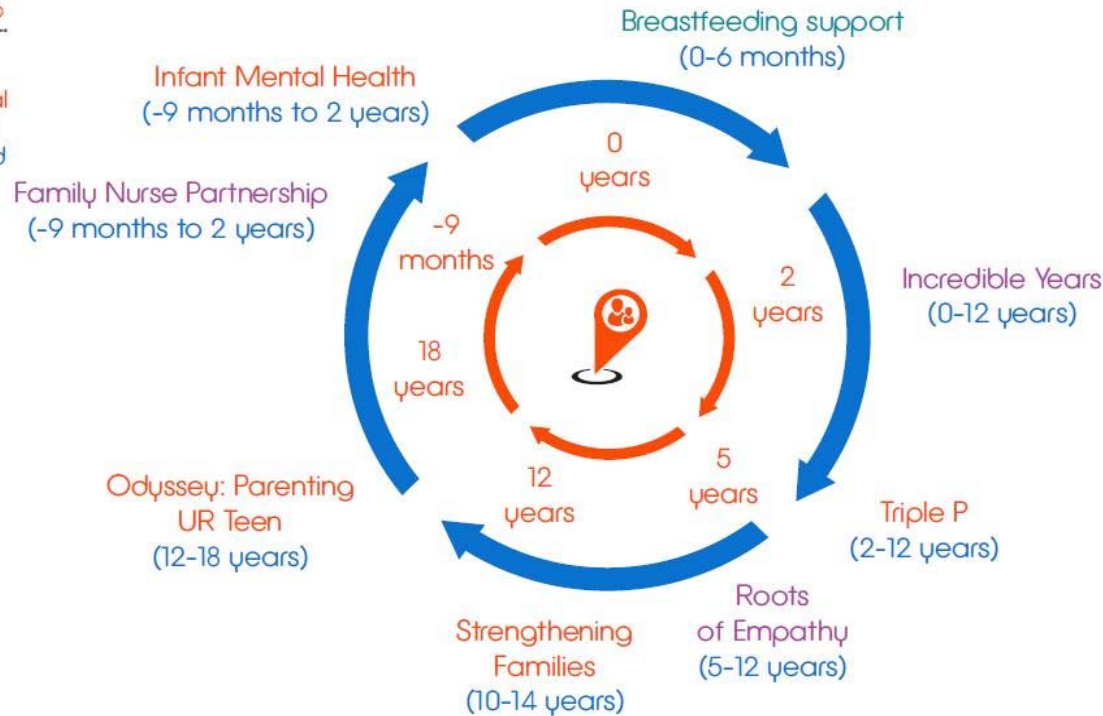 Breastfeeding support
(0-6 months)
Infant Mental Health
(-9 months to 2 years)
Family Nurse Partnership
(-9 months to 2 years)
0
years
-9
months
2
years
Incredible Years
(0-12 years)
18
years
12
years
5
years
Odyssey: Parenting
UR Teen
(12-18 years)
Triple P
(2-12 years)
Roots
of Empathy
(5-12 years)
Strengthening
Families
(10-14 years)